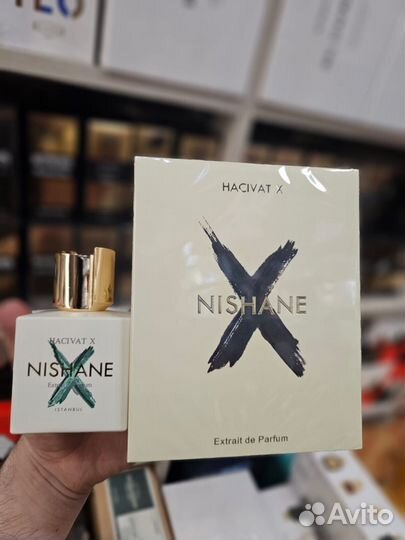 HACIVAT X
NISHANE
Extrait de Parfum
HACIVAT X
NISHANE
ISTANBUL
Avito